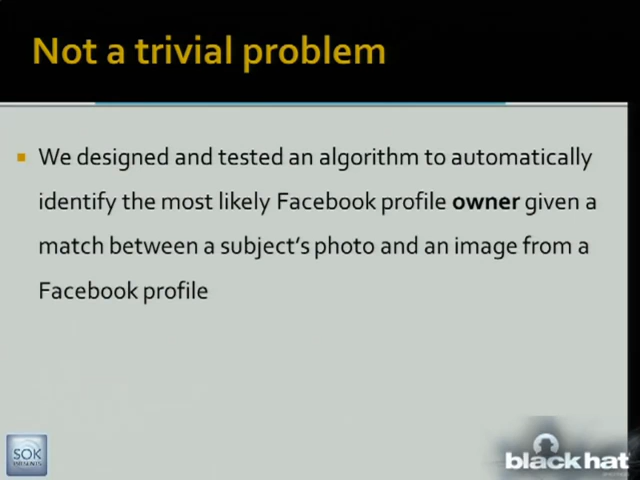 Not a trivial problem
We designed and tested an algorithm to automatically
identify the most likely Facebook profile owner given a
match between a subject's photo and an image from a
Facebook profile
SOK
black hat